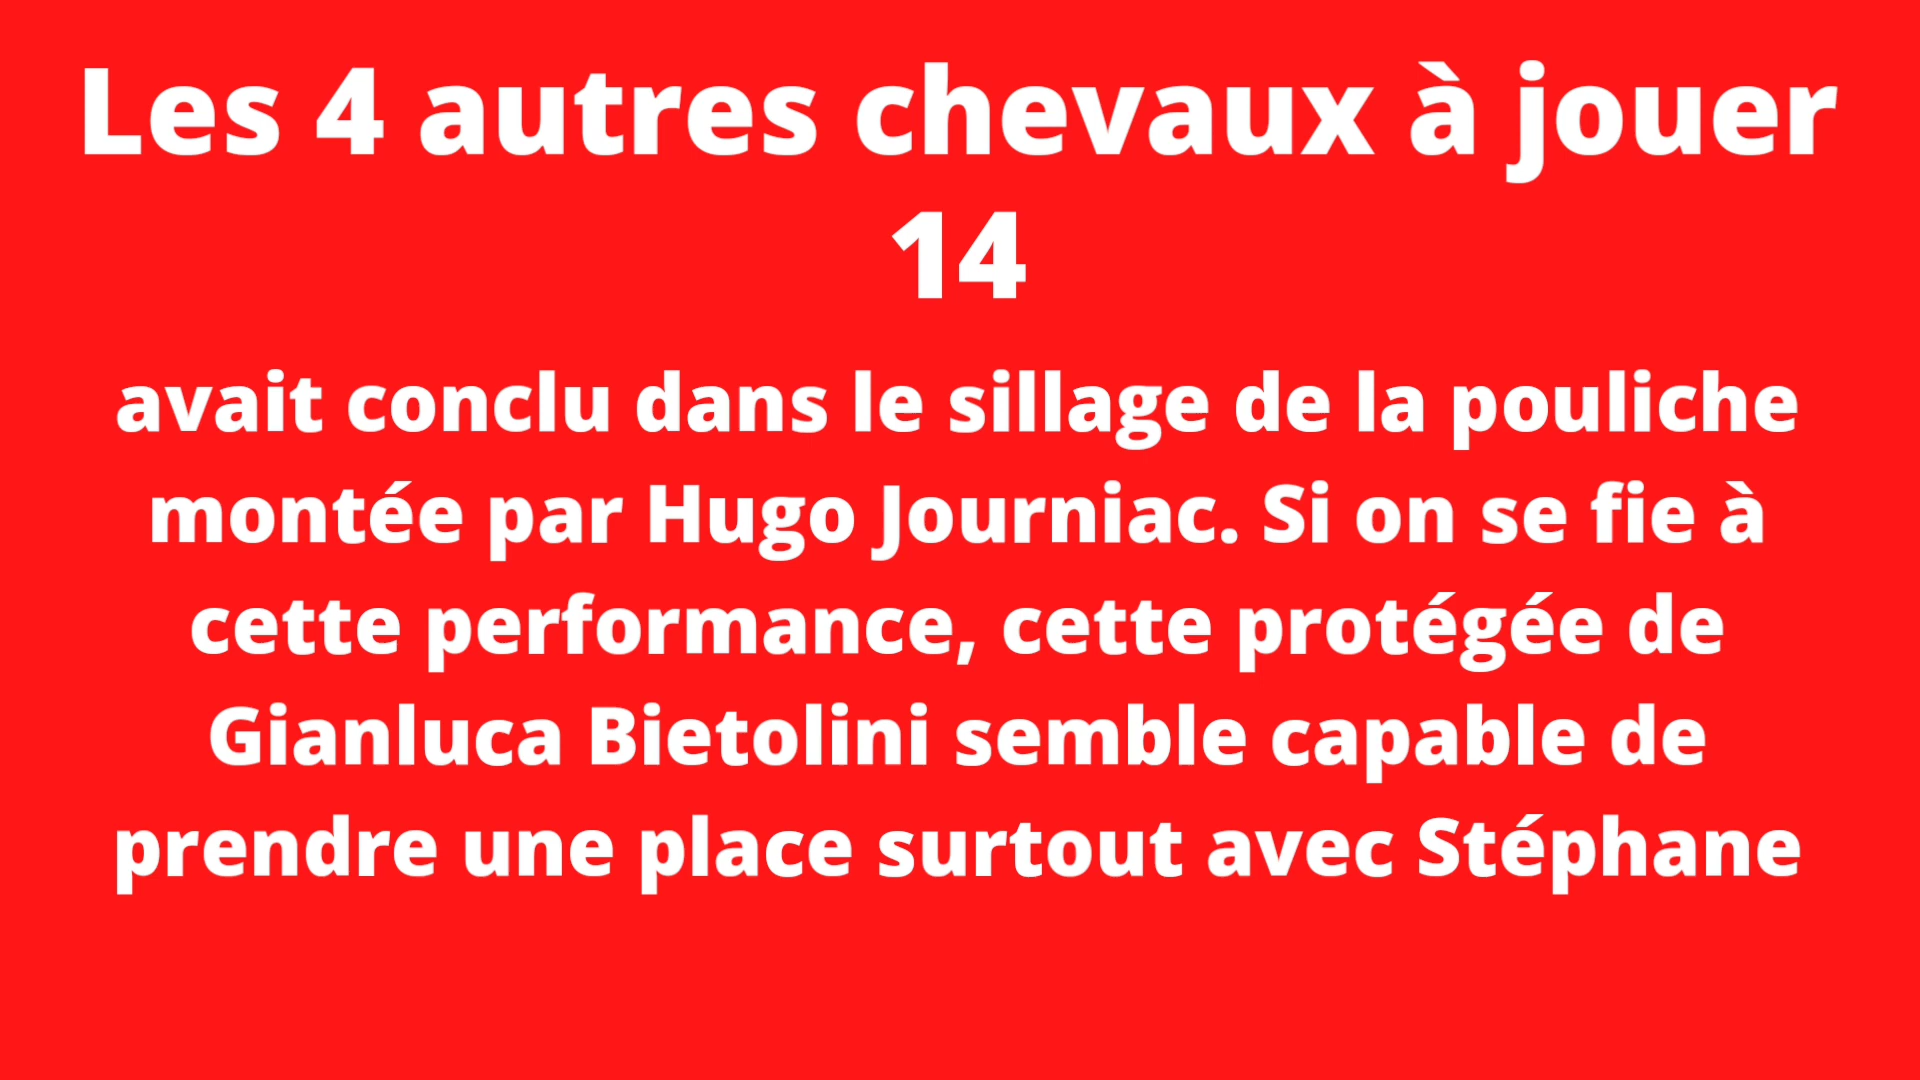 Les 4 autres chevaux à jouer
14
avait conclu dans le sillage de la pouliche
montée par Hugo Journiac. Si on se fie à
cette performance, cette protégée de
Gianluca Bietolini semble capable de
prendre une place surtout avec Stéphane